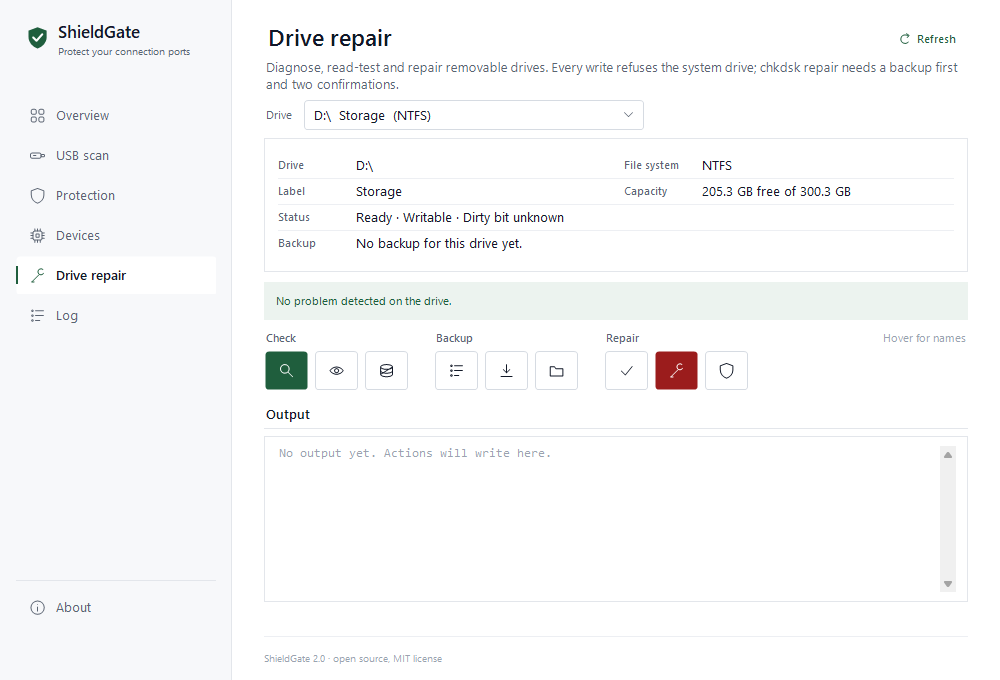 ShieldGate
Protect your connection ports
Overview
USB scan
Protection
Devices
Drive repair
Log
About
Drive repair
Refresh
Diagnose, read-test and repair removable drives. Every write refuses the system drive; chkdsk repair needs a backup first
and two confirmations.
Drive D:\ Storage (NTFS)
Drive D:\ File system NTFS
Label Storage Capacity 205.3 GB free of 300.3 GB
Status Ready · Writable · Dirty bit unknown
Backup No backup for this drive yet.
No problem detected on the drive.
Check Backup Repair Hover for names
Output
No output yet. Actions will write here.
ShieldGate 2.0 · open source, MIT license